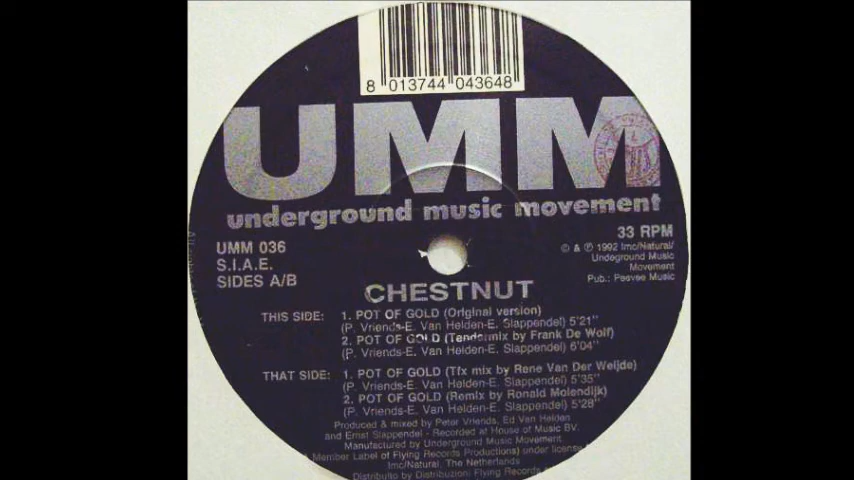 8 013744 043648
UMM
underground music movement
UMM 036
S.I.A.E.
SIDES A/B
33 RPM
© & ℗ 1992 Imc/Natural/
Undeground Music
Movement
Pub.: Peevee Music
CHESTNUT
THIS SIDE: 1. POT OF GOLD (Original version)
(P. Vriends-E. Van Helden-E. Slappendel) 5'21"
2. POT OF GOLD (Tendermix by Frank De Wolf)
(P. Vriends-E. Van Helden-E. Slappendel) 6'04"
THAT SIDE: 1. POT OF GOLD (Tfx mix by Rene Van Der Weijde)
(P. Vriends-E. Van Helden-E. Slappendel) 5'35"
2. POT OF GOLD (Remix by Ronald Molendijk)
(P. Vriends-E. Van Helden-E. Slappendel) 5'28"
Produced & mixed by Peter Vriends, Ed Van Helden
and Ernst Slappendel - Recorded at House of Music BV.
Manufactured by Underground Music Movement
Member Label of Flying Records Productions) under license
Imc/Natural, The Netherlands
Distribuito by Distribuzioni Flying Records